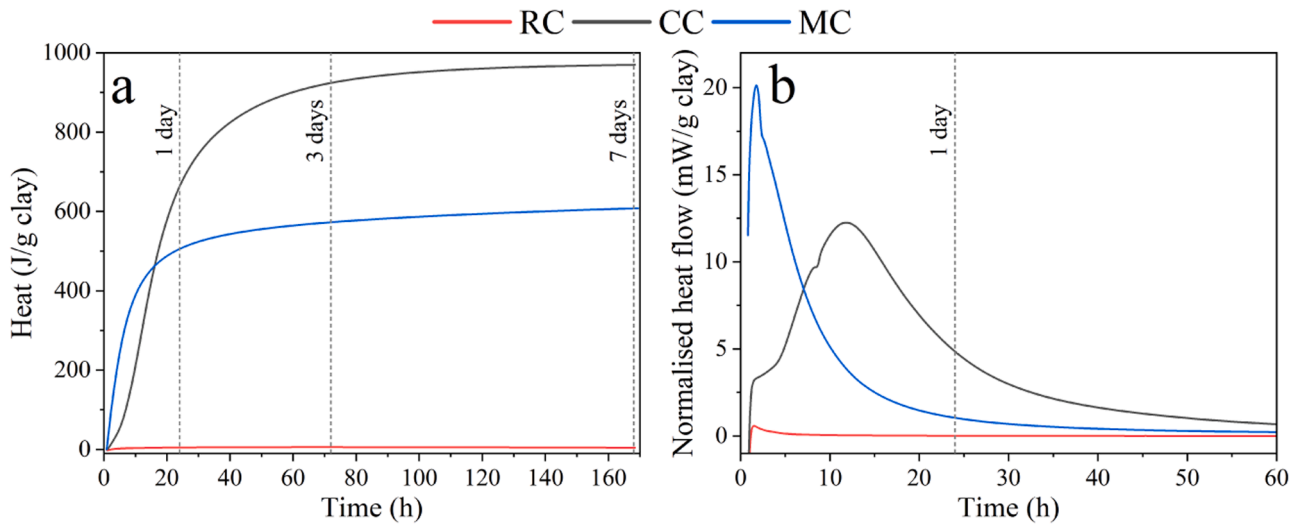 RC CC MC
a
Heat (J/g clay)
1000
800
600
400
200
0
1 day
3 days
7 days
0 20 40 60 80 100 120 140 160
Time (h)
b
Normalised heat flow (mW/g clay)
20
15
10
5
0
1 day
0 10 20 30 40 50 60
Time (h)